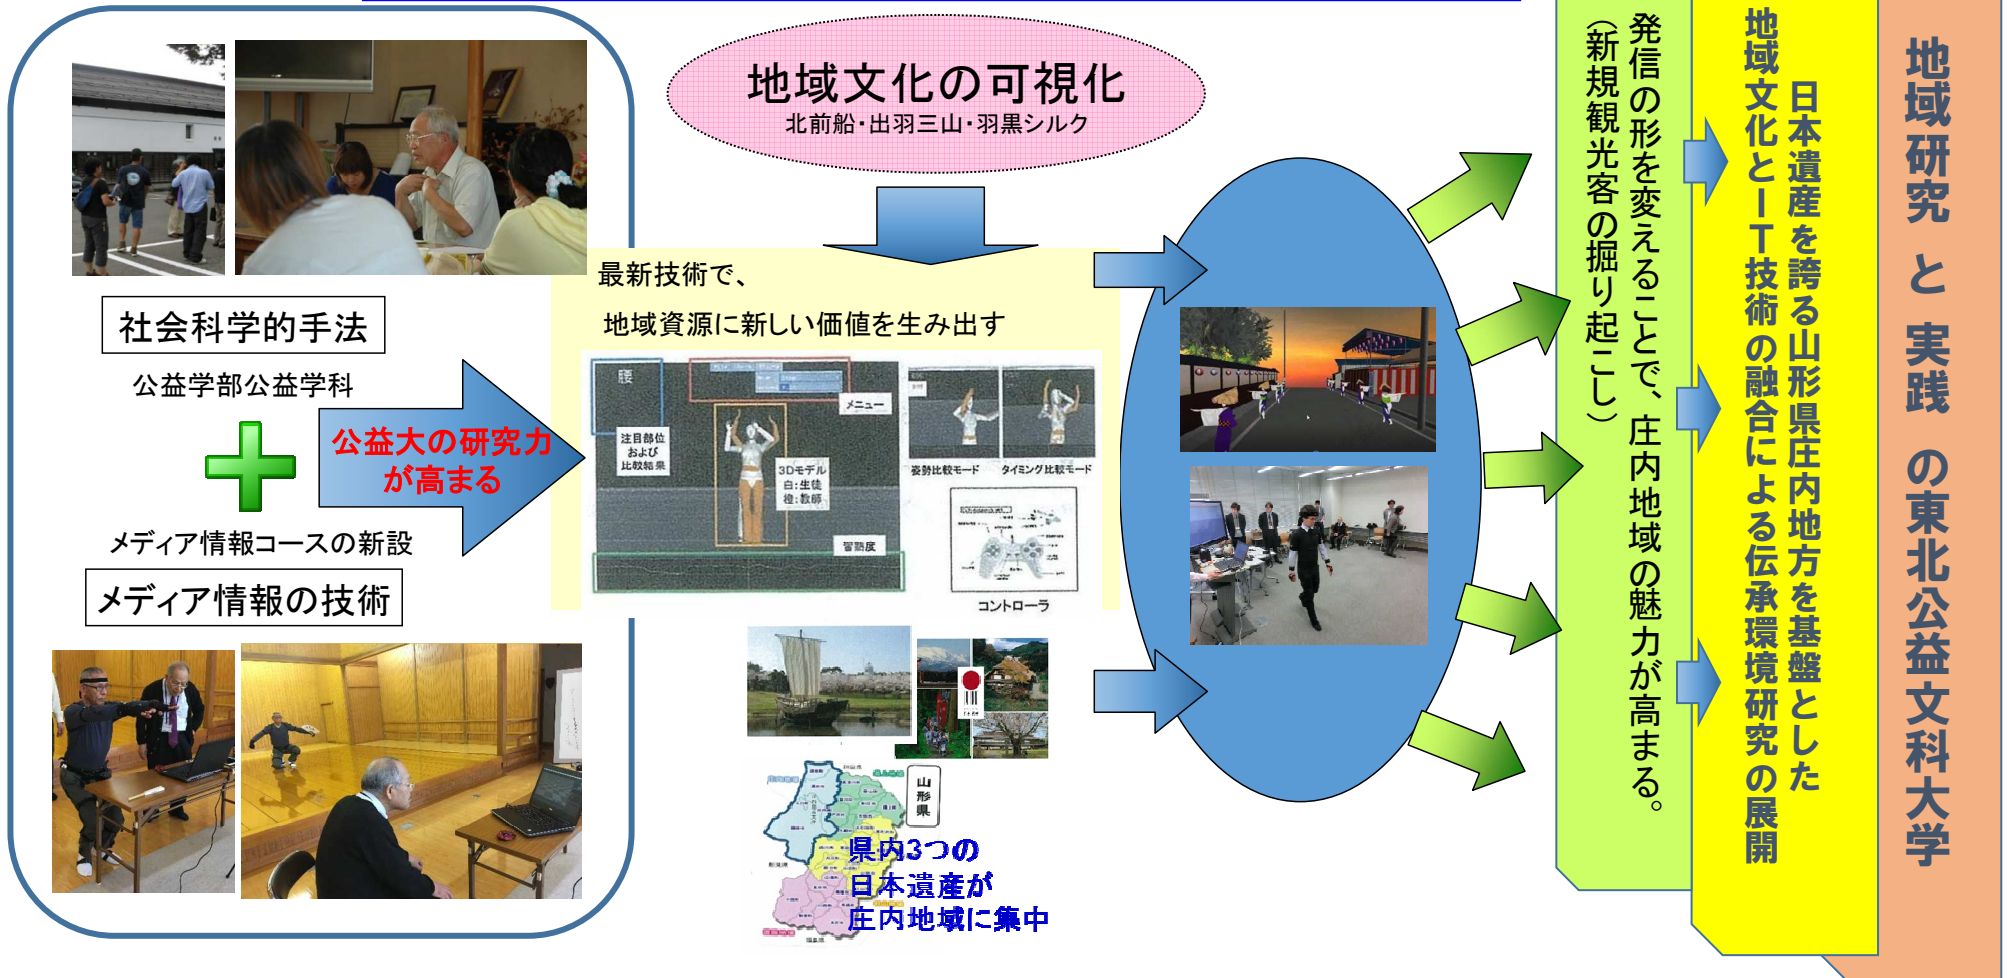 地域文化の可視化
北前船・出羽三山・羽黒シルク
社会科学的手法
公益学部公益学科
メディア情報コースの新設
メディア情報の技術
公益大の研究力
が高まる
最新技術で、
地域資源に新しい価値を生み出す
腰
メニュー
注目部位
および
比較結果
3Dモデル
白:生徒
橙:教師
習熟度
姿勢比較モード
タイミング比較モード
コントローラ
山形県
県内3つの
日本遺産が
庄内地域に集中
発信の形を変えることで、庄内地域の魅力が高まる。
（新規観光客の掘り起こし）
日本遺産を誇る山形県庄内地方を基盤とした
地域文化とIT技術の融合による伝承環境研究の展開
地域研究 と 実践 の東北公益文科大学